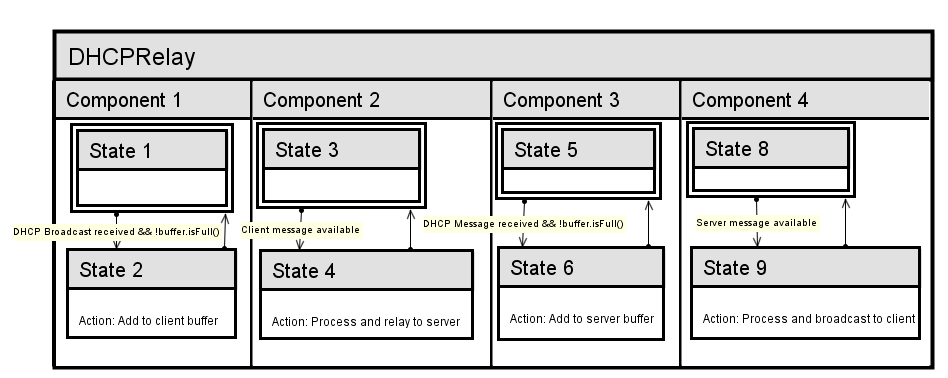 DHCPRelay
Component 1
Component 2
Component 3
Component 4
State 1
State 3
State 5
State 8
DHCP Broadcast received && !buffer.isFull()
Client message available
DHCP Message received && !buffer.isFull()
Server message available
State 2
State 4
State 6
State 9
Action: Add to client buffer
Action: Process and relay to server
Action: Add to server buffer
Action: Process and broadcast to client